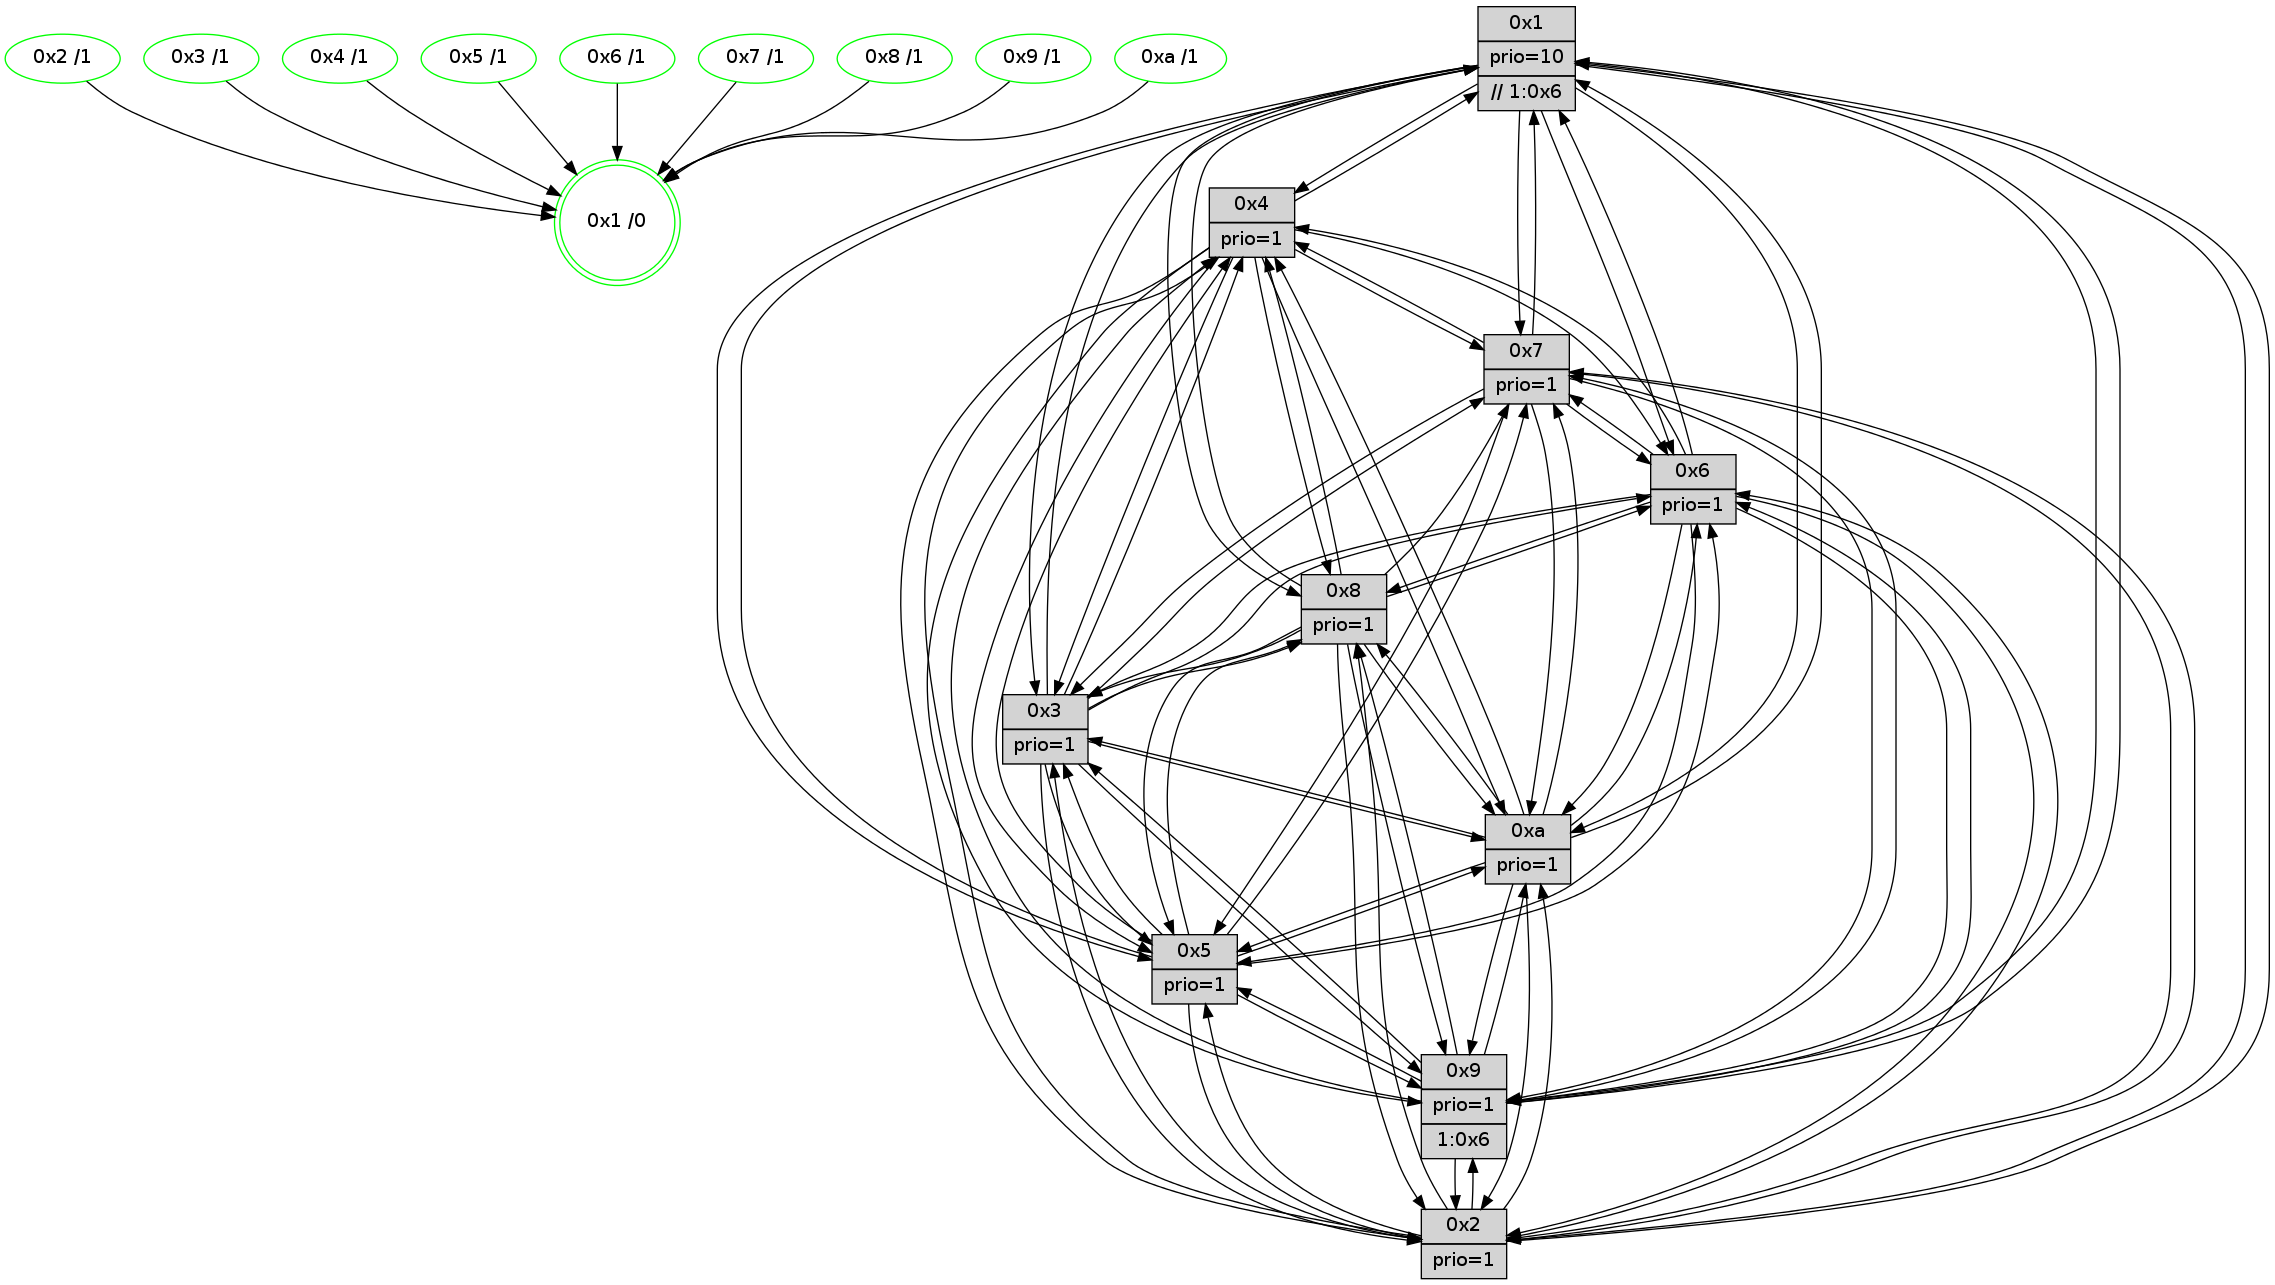 0x2 /1
0x3 /1
0x4 /1
0x5 /1
0x6 /1
0x7 /1
0x8 /1
0x9 /1
0xa /1
0x1 /0
0x1
prio=10
// 1:0x6
0x4
prio=1
0x7
prio=1
0x6
prio=1
0x8
prio=1
0x3
prio=1
0xa
prio=1
0x5
prio=1
0x9
prio=1
1:0x6
0x2
prio=1